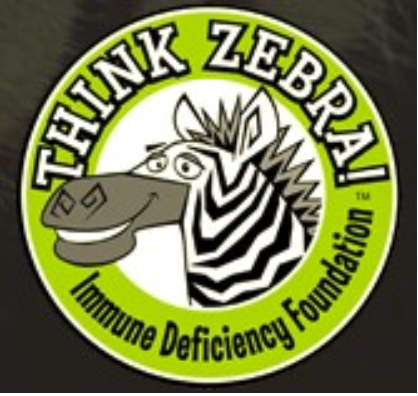 THINK ZEBRA!
TM
Immune Deficiency Foundation